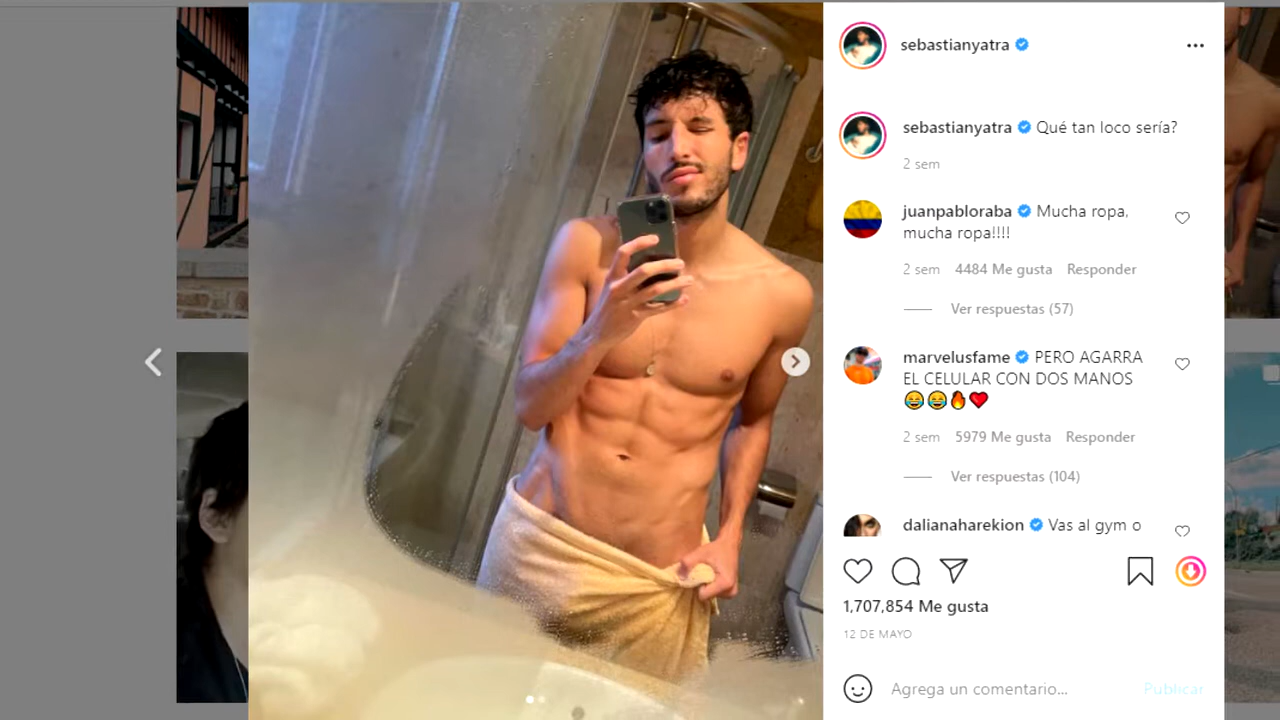 sebastianyatra
sebastianyatra Qué tan loco sería?
2 sem
juanpabloraba Mucha ropa,
mucha ropa!!!!
2 sem 4484 Me gusta Responder
Ver respuestas (57)
marvelusfame PERO AGARRA
EL CELULAR CON DOS MANOS
😂😂🔥❤️
2 sem 5979 Me gusta Responder
Ver respuestas (104)
dalianaharekion Vas al gym o
1,707,854 Me gusta
12 DE MAYO
Agrega un comentario... Publicar